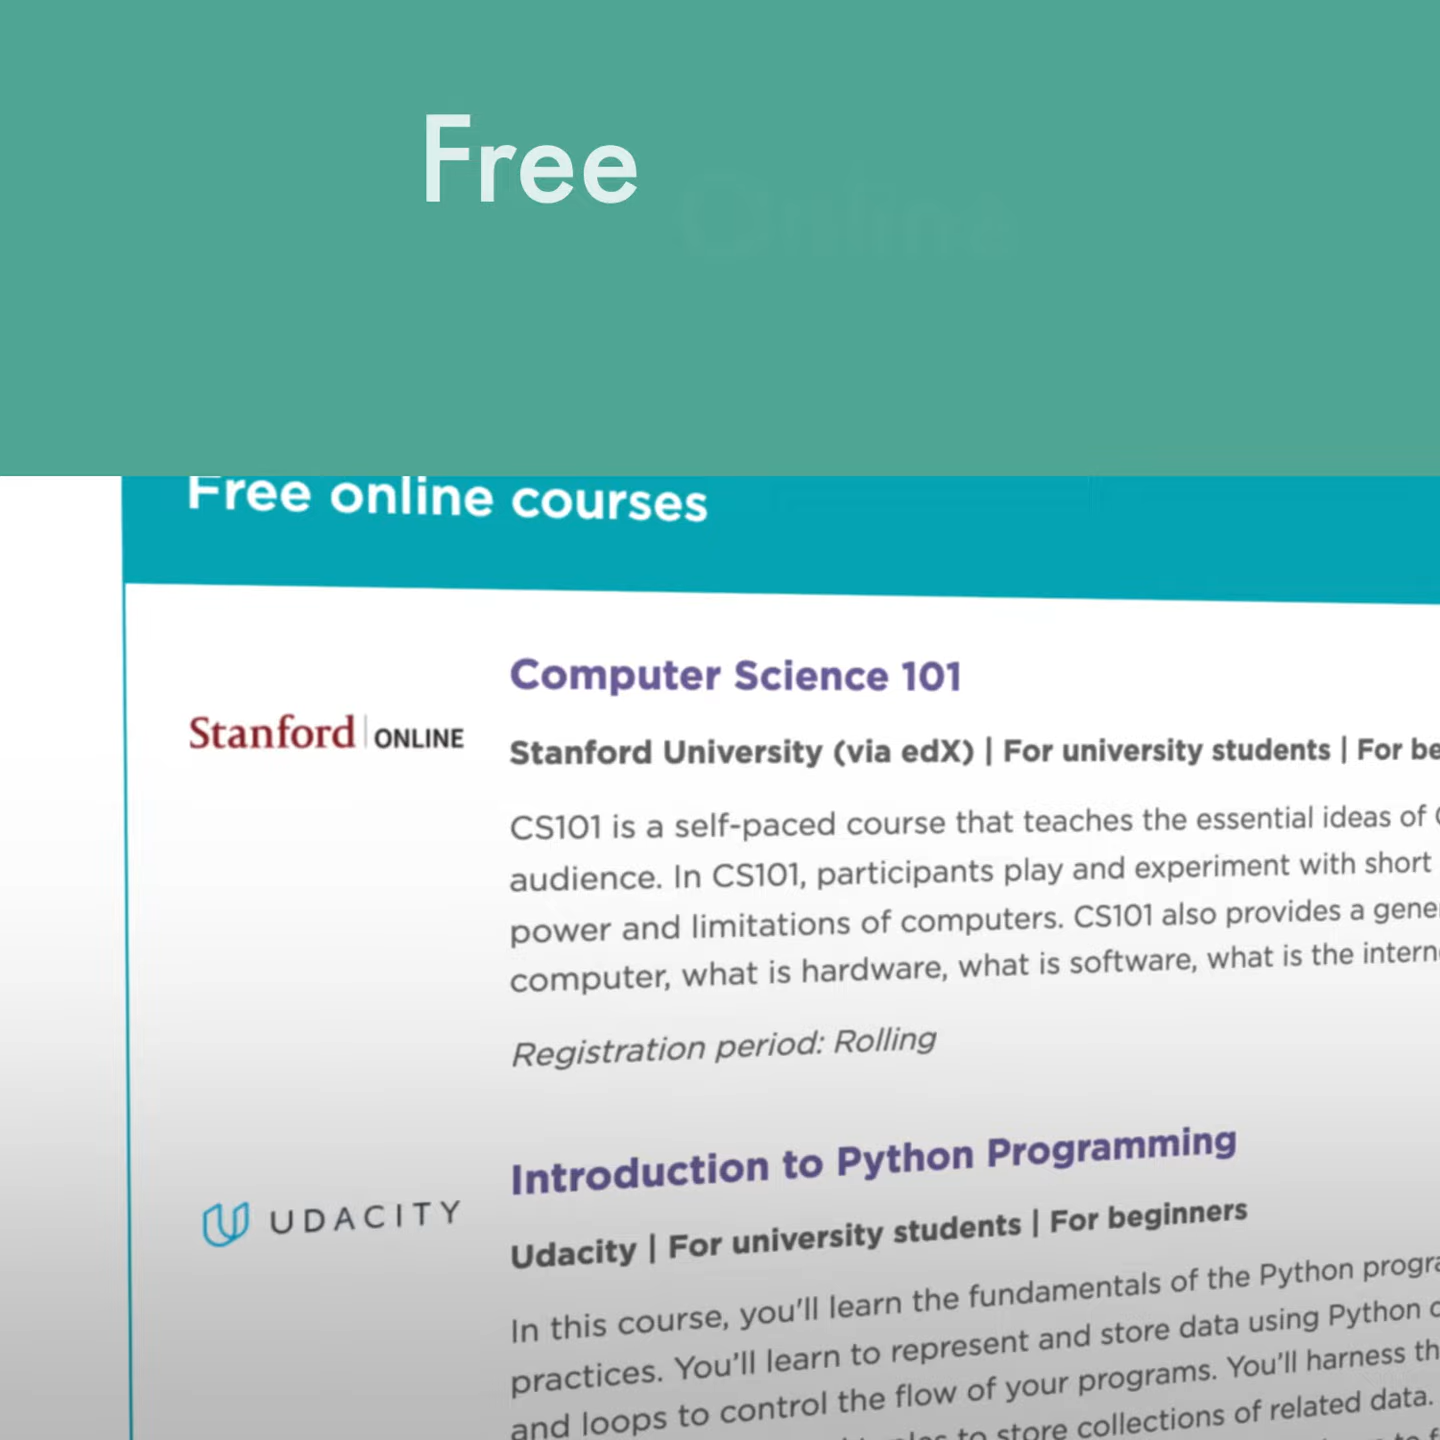 Free Online
Free online courses
Computer Science 101
Stanford | ONLINE
Stanford University (via edX) | For university students | For be
CS101 is a self-paced course that teaches the essential ideas of
audience. In CS101, participants play and experiment with short
power and limitations of computers. CS101 also provides a gene
computer, what is hardware, what is software, what is the intern
Registration period: Rolling
Introduction to Python Programming
UDACITY
Udacity | For university students | For beginners
In this course, you'll learn the fundamentals of the Python progra
practices. You'll learn to represent and store data using Python
and loops to control the flow of your programs. You'll harness th
to store collections of related data.